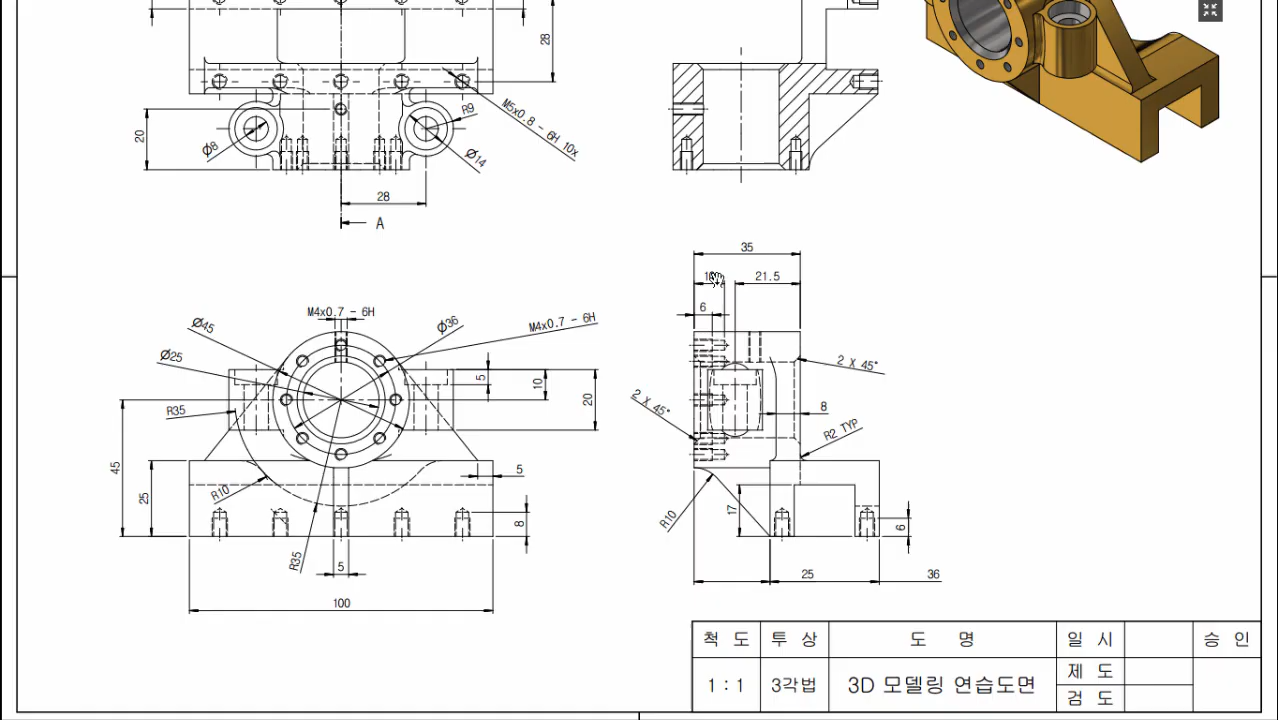 28
M5x0.8 - 6H 10x
R9
20
Ø8
Ø14
28
A
35
21.5
6
M4x0.7 - 6H
Ø45
Ø36
M4x0.7 - 6H
Ø25
5
10
20
2 X 45°
R35
2 X 45°
8
R2 TYP
45
25
R10
5
8
R10
17
6
R35
5
25
36
100
척 도 투 상 도 명 일 시 승 인
1 : 1 3각법 3D 모델링 연습도면 제 도
검 도